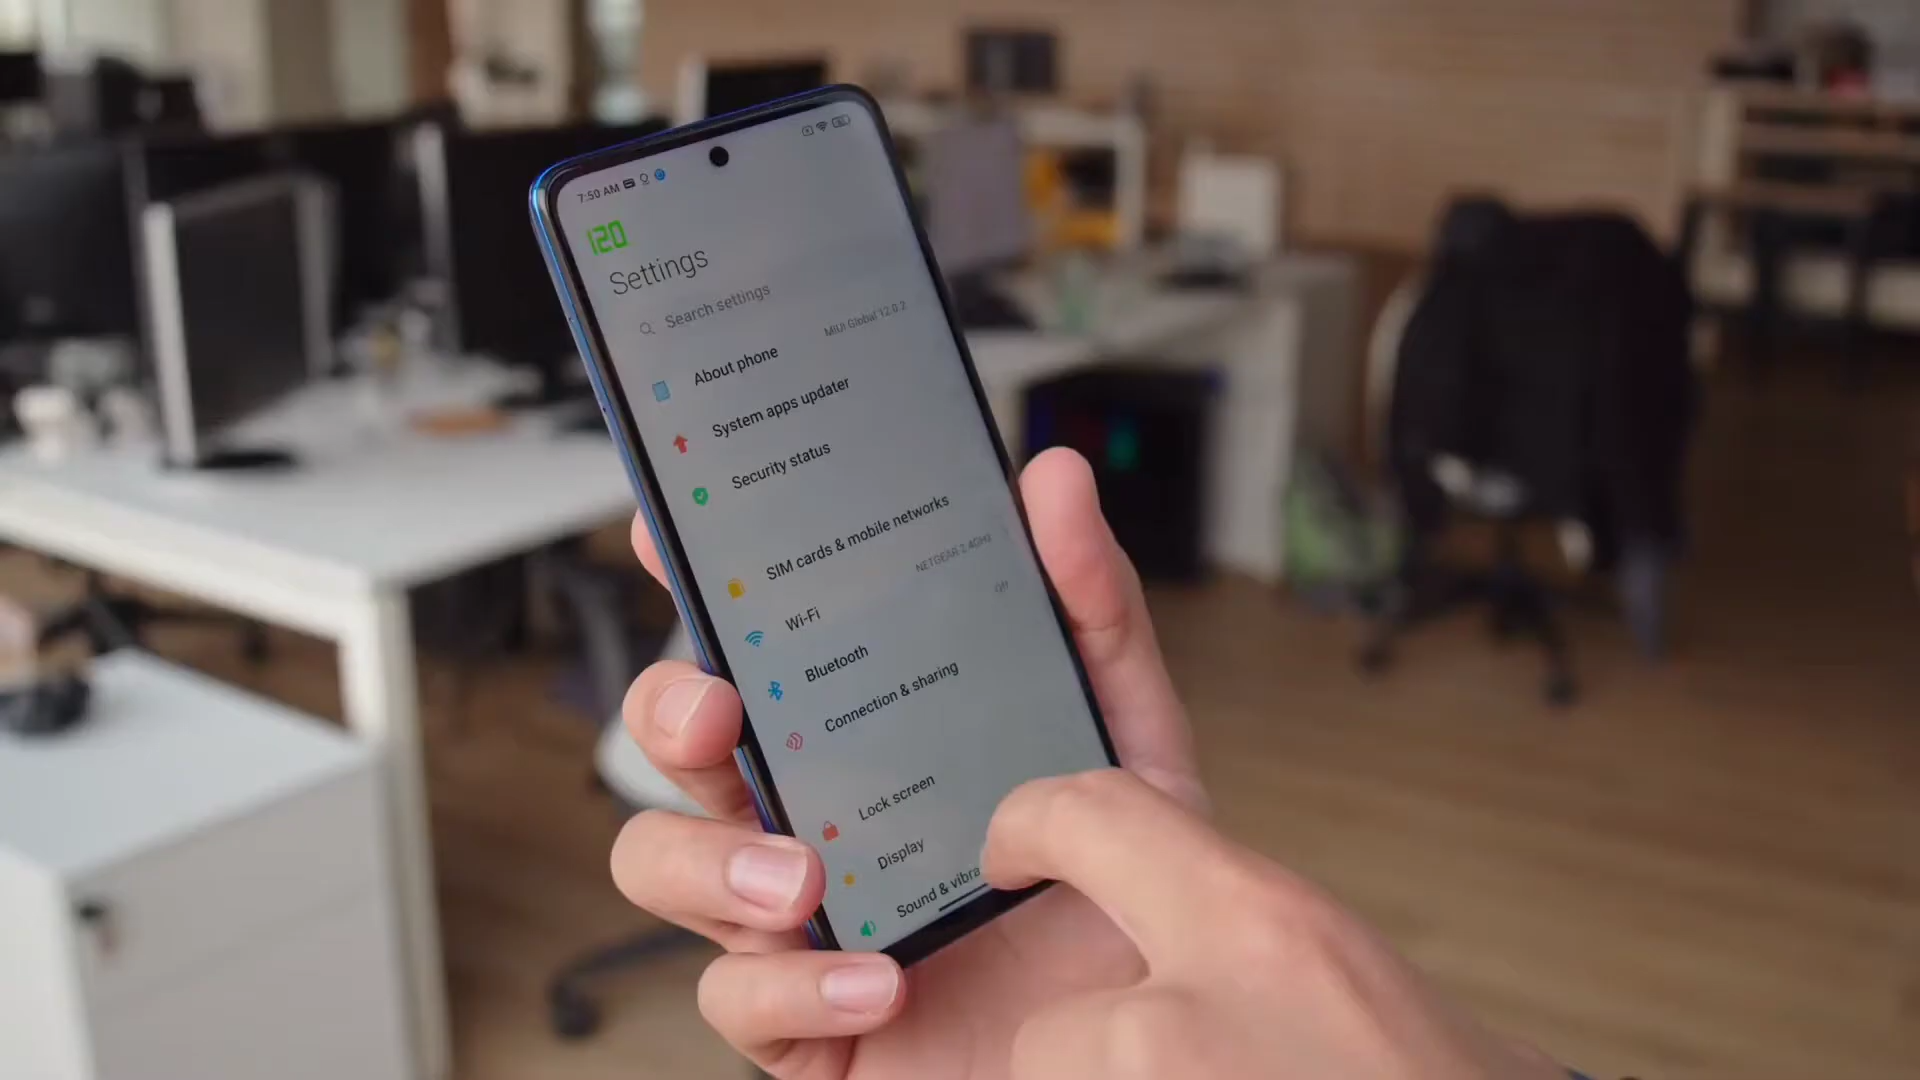 7:50 AM
120
Settings
Search settings
About phone
MIUI Global 12.0.2
System apps updater
Security status
SIM cards & mobile networks
Wi-Fi
NETGEAR-2.4GHz
Bluetooth
Off
Connection & sharing
Lock screen
Display
Sound & vibra